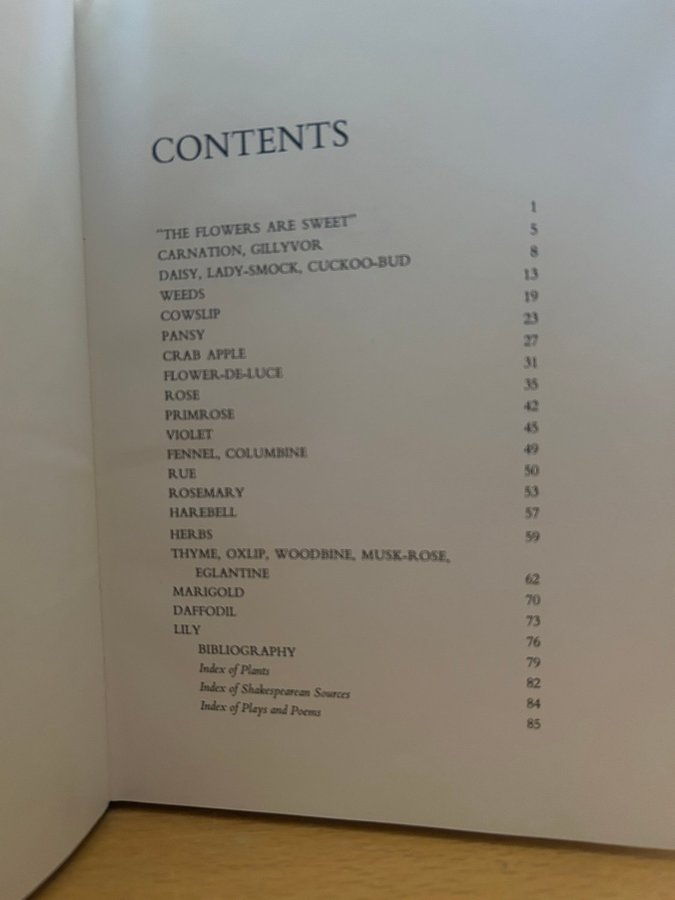 CONTENTS
"THE FLOWERS ARE SWEET" 1
CARNATION, GILLYVOR 5
DAISY, LADY-SMOCK, CUCKOO-BUD 8
WEEDS 13
COWSLIP 19
PANSY 23
CRAB APPLE 27
FLOWER-DE-LUCE 31
ROSE 35
PRIMROSE 42
VIOLET 45
FENNEL, COLUMBINE 49
RUE 50
ROSEMARY 53
HAREBELL 57
HERBS 59
THYME, OXLIP, WOODBINE, MUSK-ROSE,
EGLANTINE 62
MARIGOLD 70
DAFFODIL 73
LILY 76
BIBLIOGRAPHY 79
Index of Plants 82
Index of Shakespearean Sources 84
Index of Plays and Poems 85